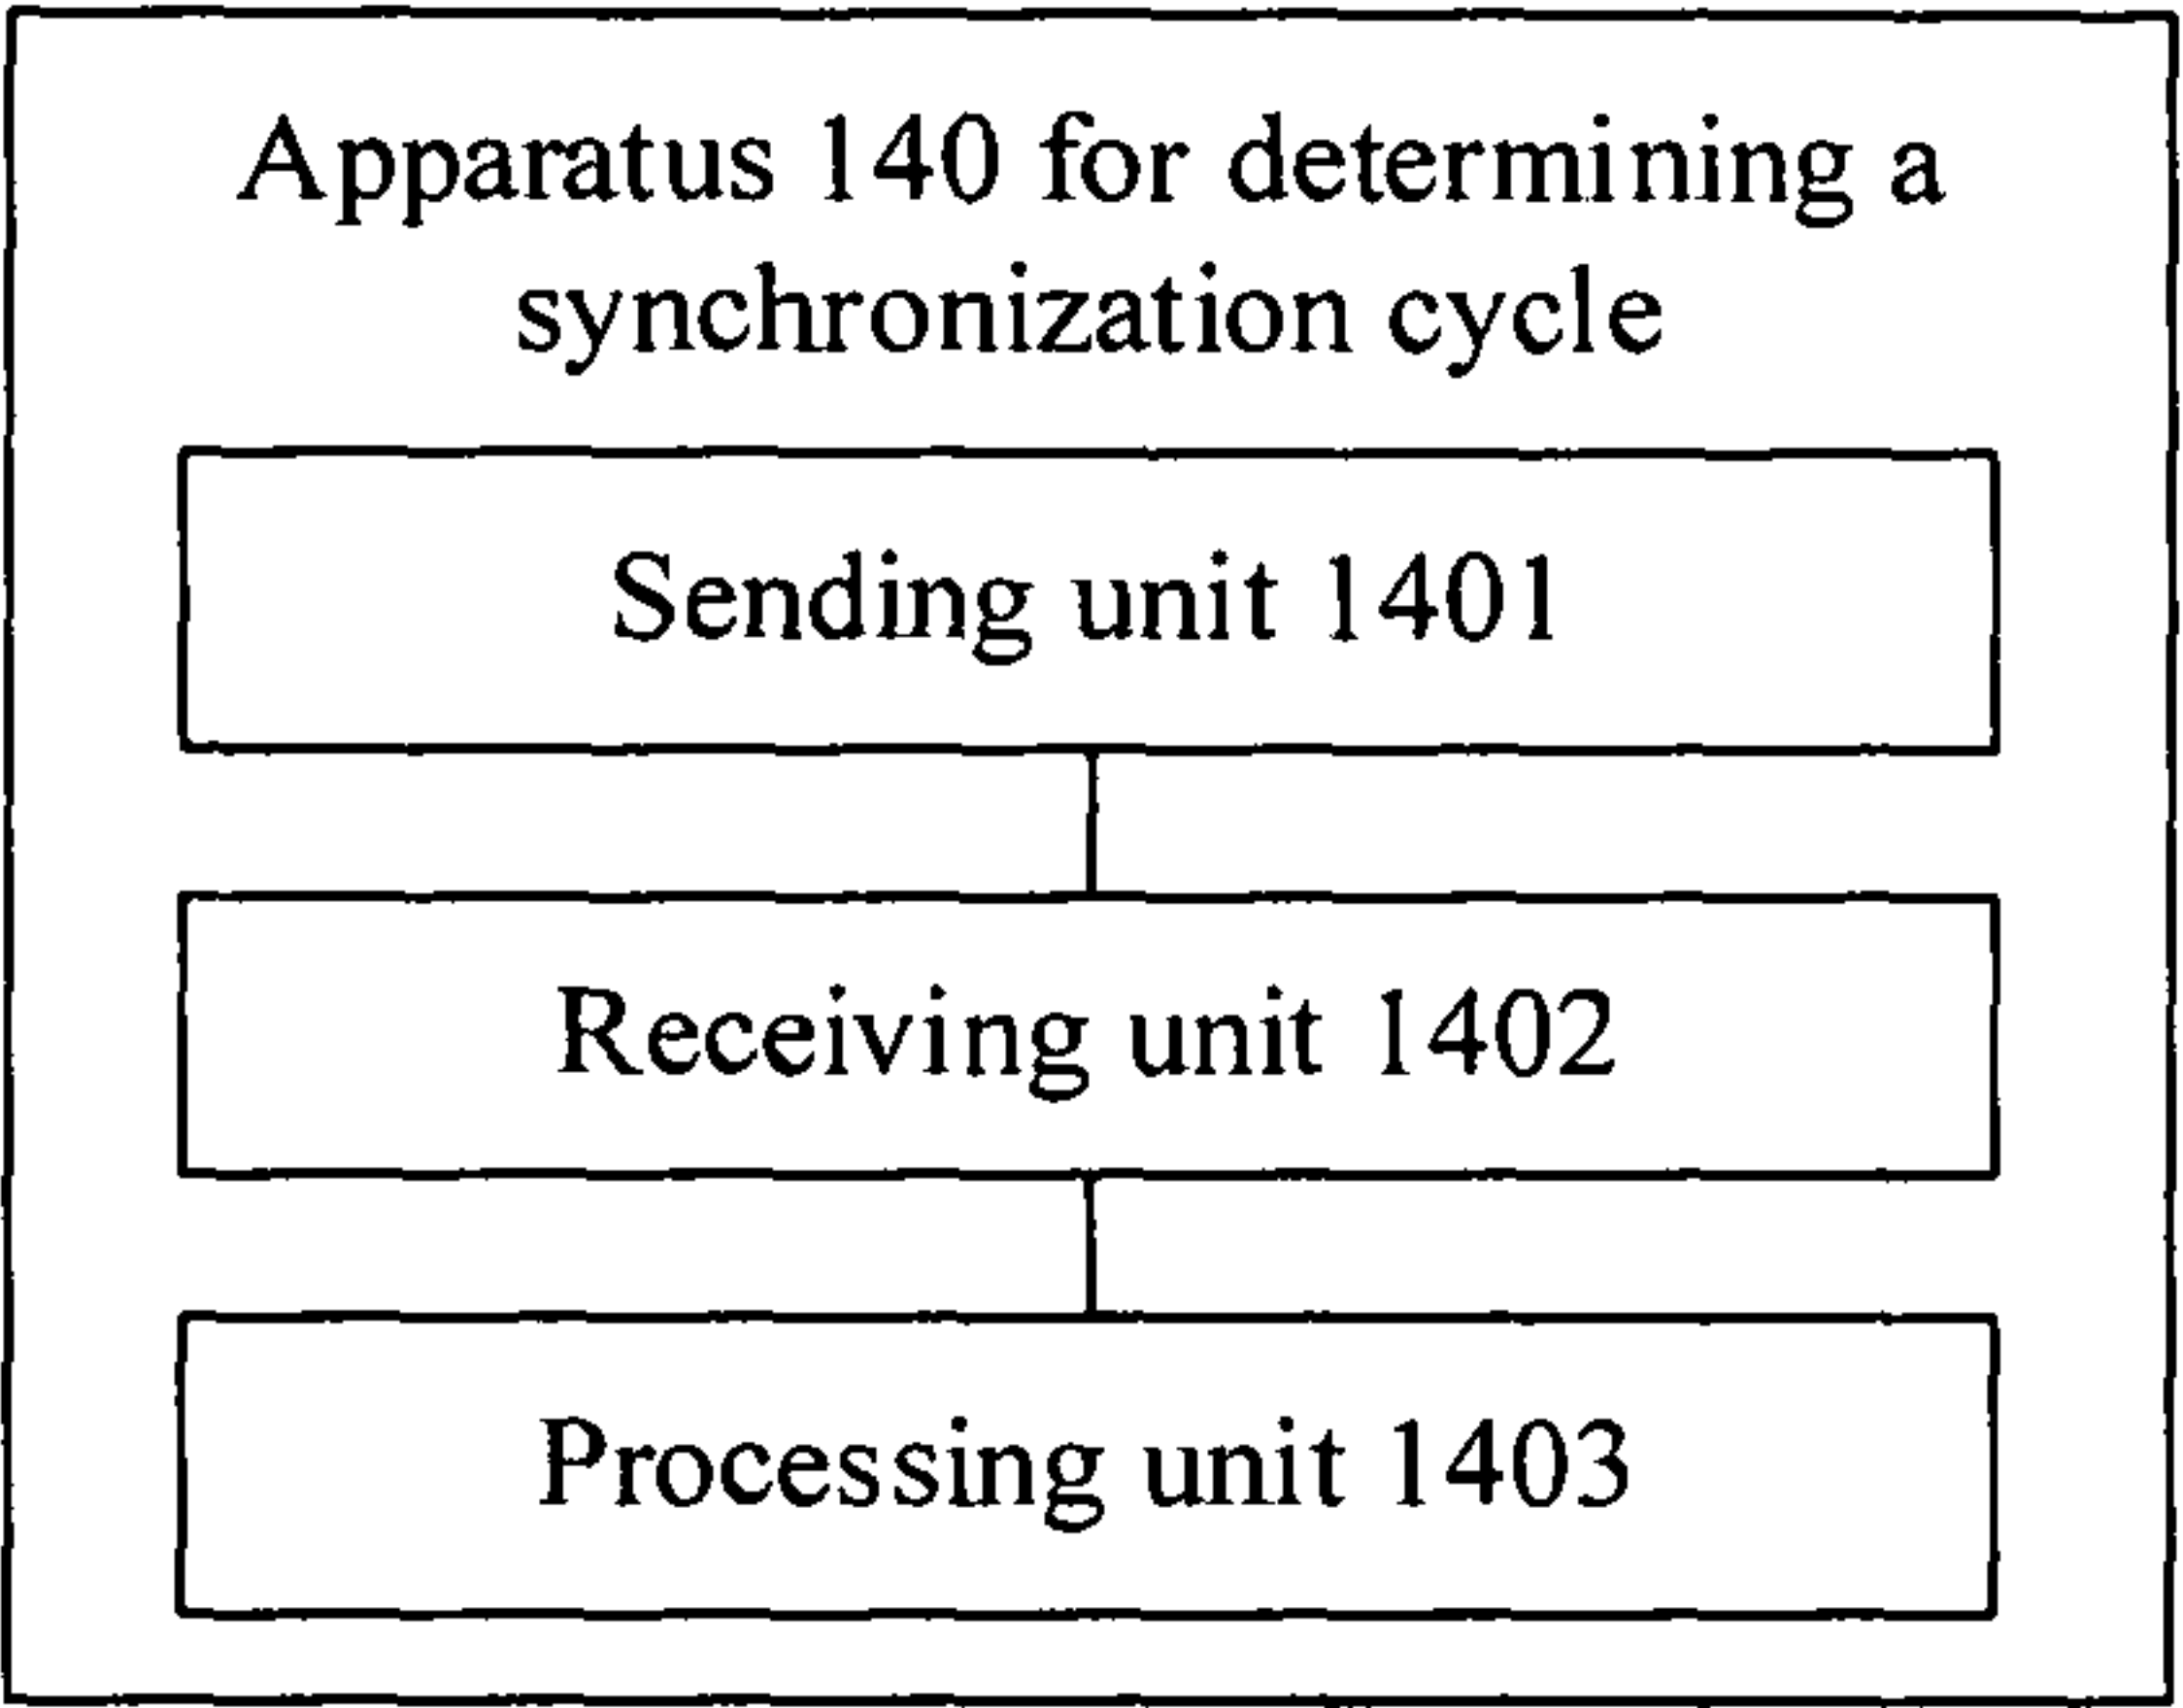 Apparatus 140 for determining a
synchronization cycle
Sending unit 1401
Receiving unit 1402
Processing unit 1403